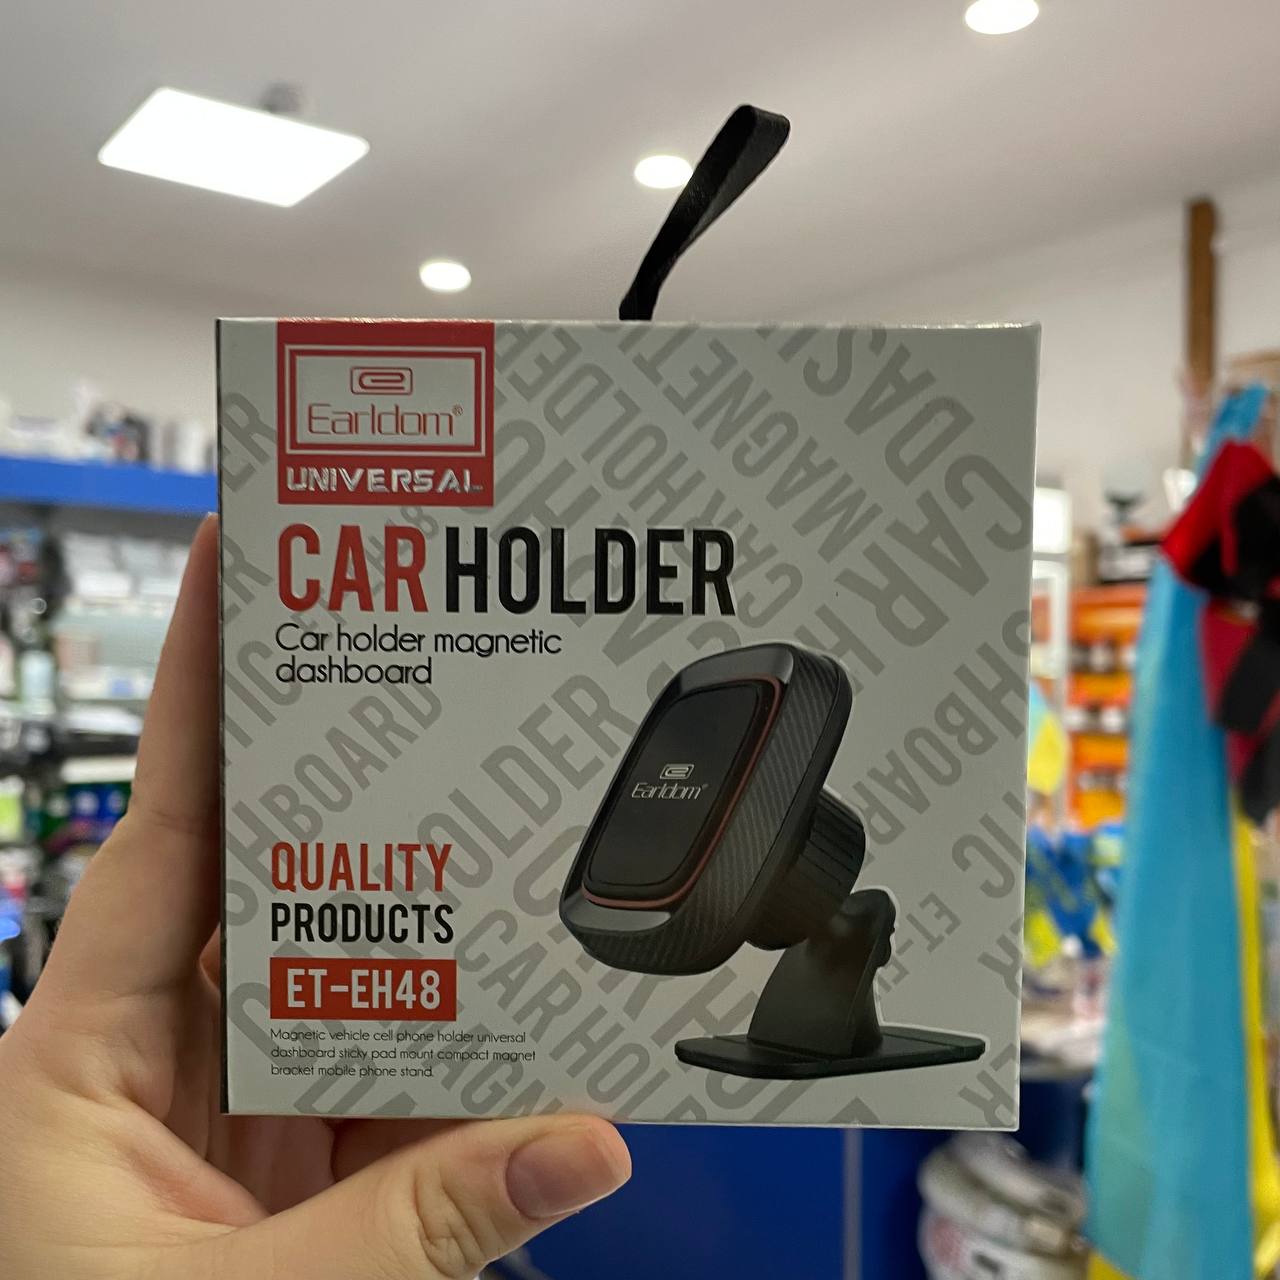 Earldom®
UNIVERSAL
CAR HOLDER
Car holder magnetic
dashboard
Earldom®
QUALITY
PRODUCTS
ET-EH48
Magnetic vehicle cell phone holder universal
dashboard sticky pad mount compact magnet
bracket mobile phone stand.